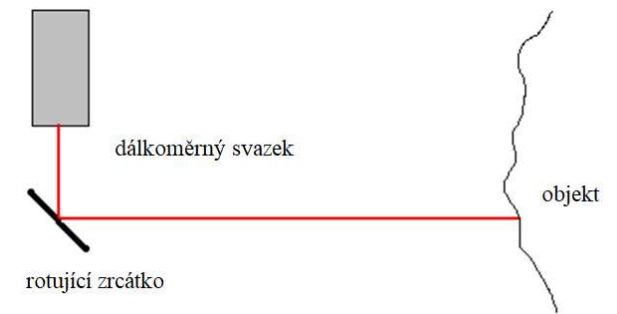 dálkoměrný svazek
objekt
rotující zrcátko